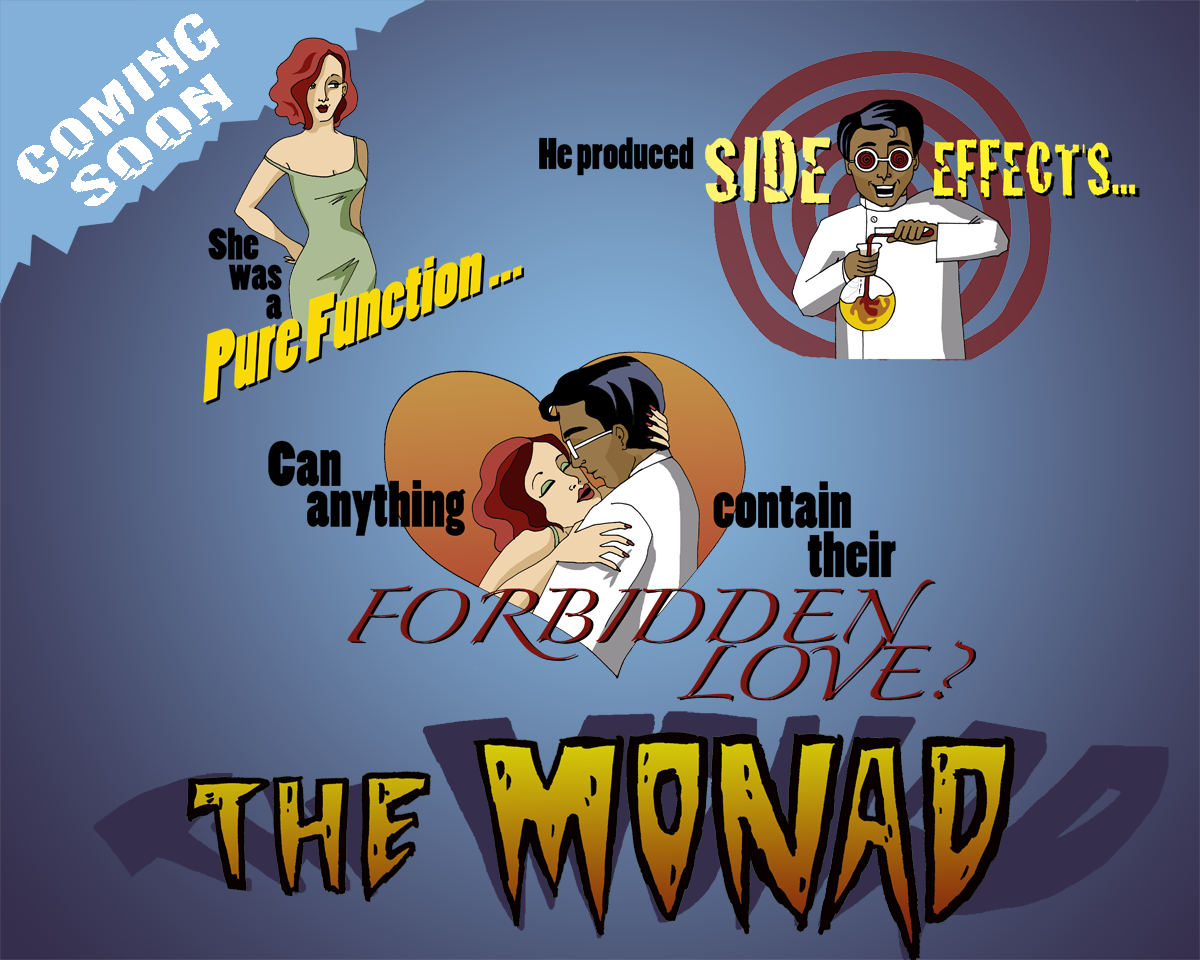 COMING
SOON
She
was
a
Pure Function ...
He produced SIDE EFFECTS...
Can
anything
contain
their
FORBIDDEN
LOVE?
THE MONAD